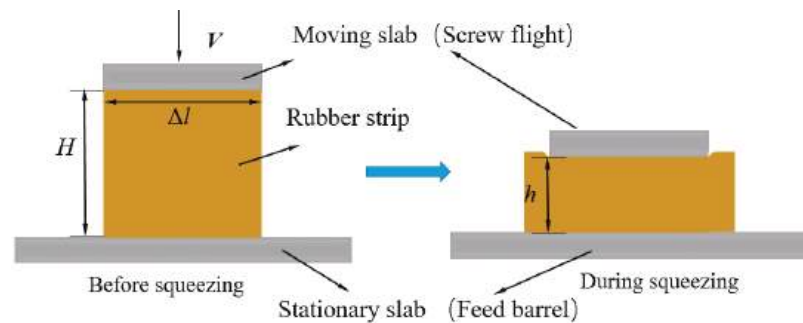 V
Moving slab (Screw flight)
Δl
H
Rubber strip
h
Before squeezing
Stationary slab (Feed barrel)
During squeezing